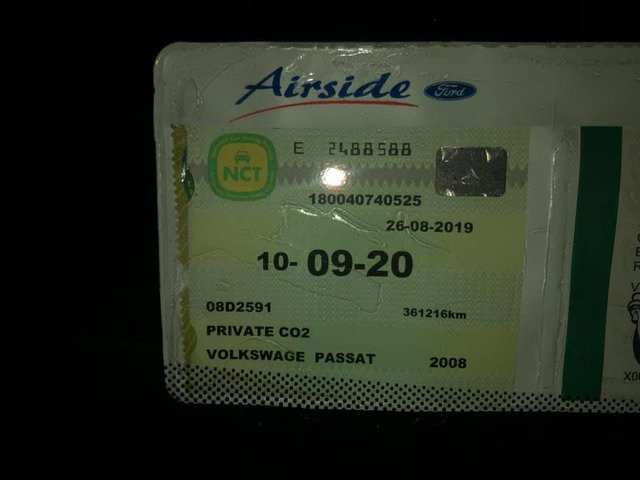 Airside Ford
E 2488588
NCT
180040740525
26-08-2019
10- 09-20
08D2591 361216km
PRIVATE CO2
VOLKSWAGE PASSAT 2008